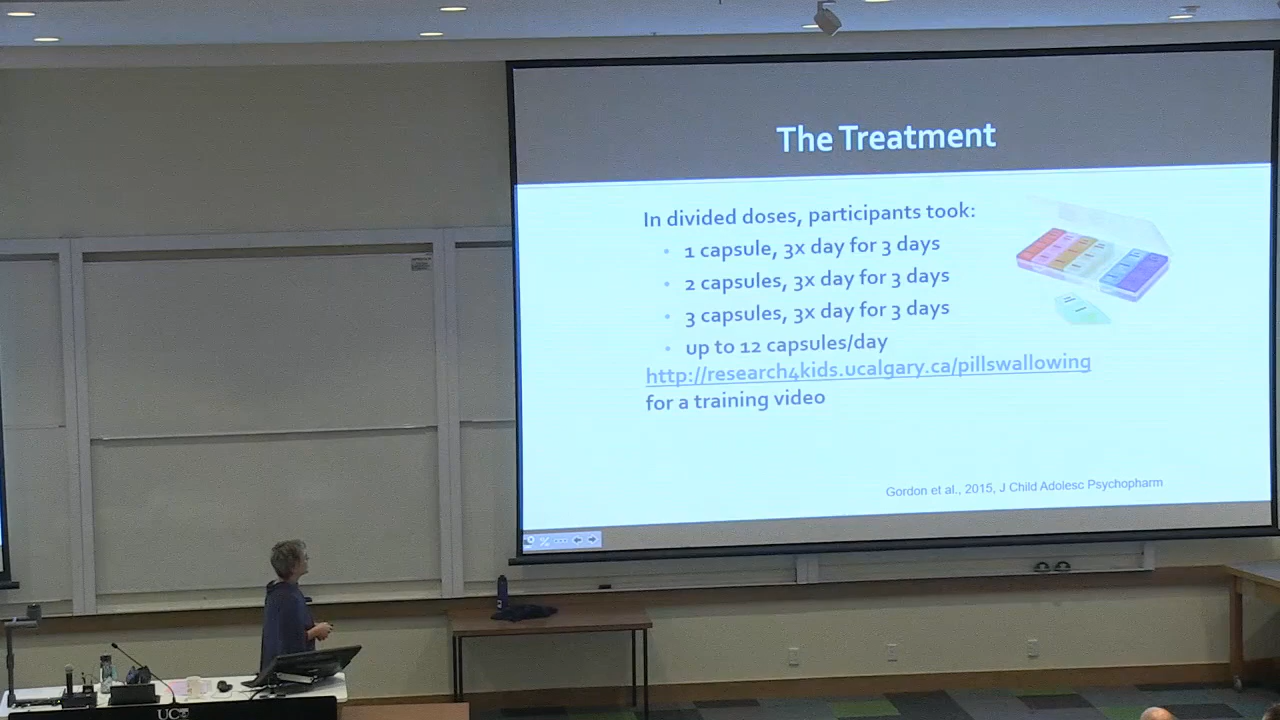 The Treatment
In divided doses, participants took:
• 1 capsule, 3x day for 3 days
• 2 capsules, 3x day for 3 days
• 3 capsules, 3x day for 3 days
• up to 12 capsules/day
http://research4kids.ucalgary.ca/pillswallowing
for a training video
Gordon et al., 2015, J Child Adolesc Psychopharm
UC